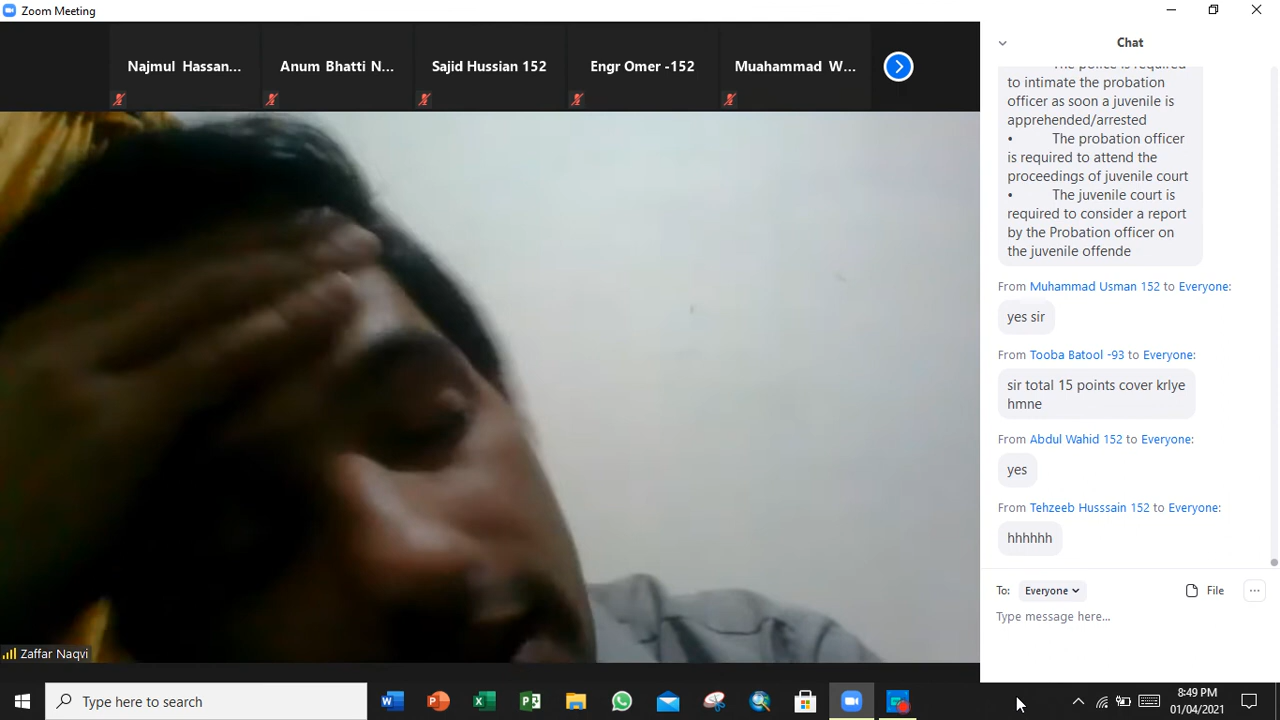 Zoom Meeting
Najmul Hassan...
Anum Bhatti N...
Sajid Hussian 152
Engr Omer -152
Muahammad W...
Chat
The police is required
to intimate the probation
officer as soon a juvenile is
apprehended/arrested
• The probation officer
is required to attend the
proceedings of juvenile court
• The juvenile court is
required to consider a report
by the Probation officer on
the juvenile offende
From Muhammad Usman 152 to Everyone:
yes sir
From Tooba Batool -93 to Everyone:
sir total 15 points cover krlye
hmne
From Abdul Wahid 152 to Everyone:
yes
From Tehzeeb Husssain 152 to Everyone:
hhhhhh
To: Everyone
File
Type message here...
Zaffar Naqvi
Type here to search
8:49 PM
01/04/2021